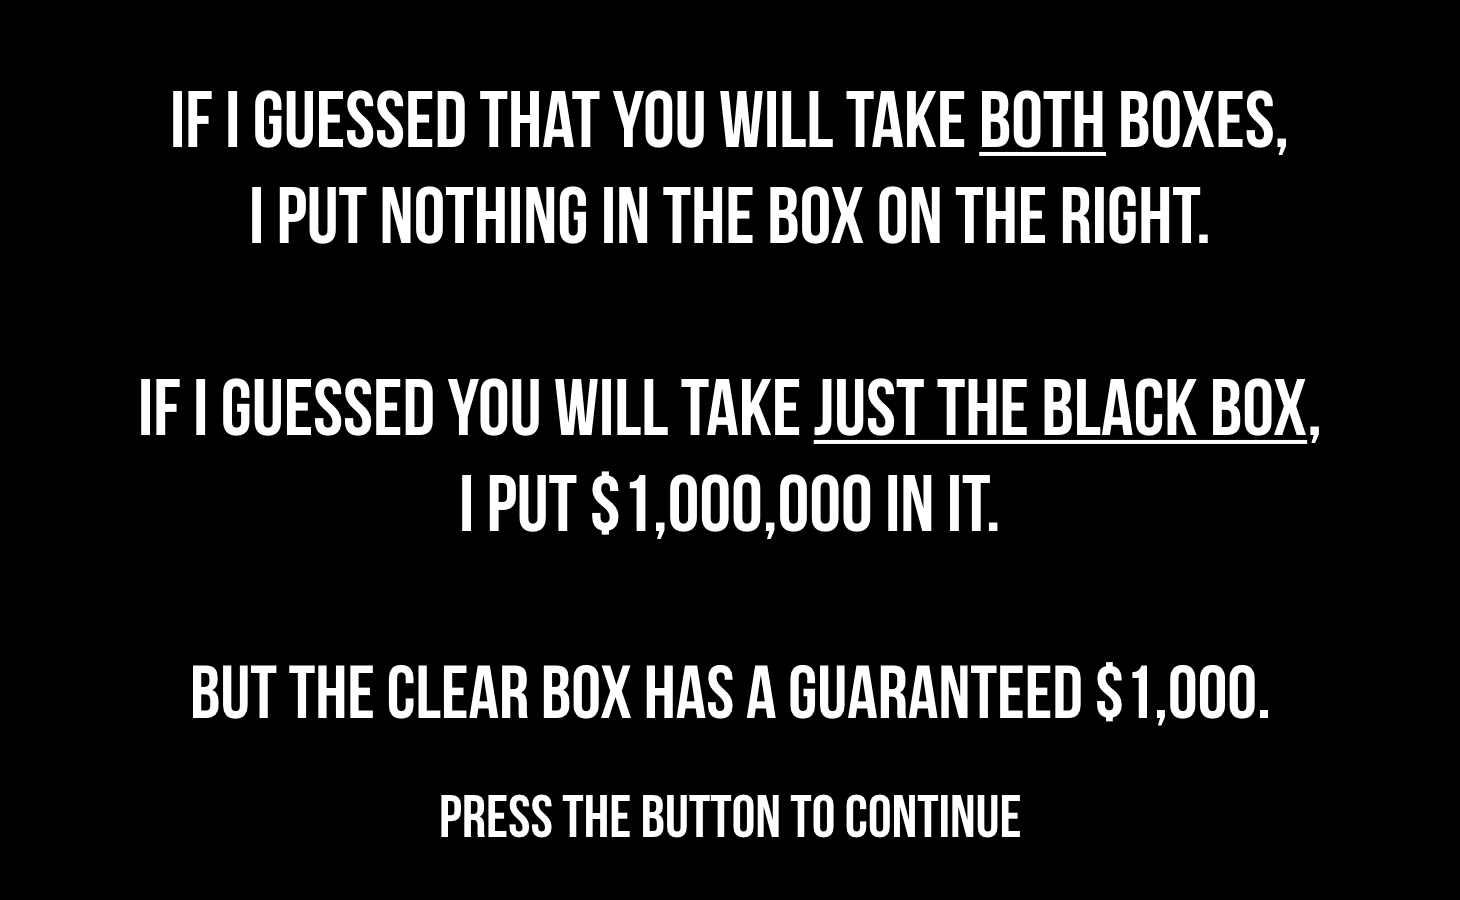 IF I GUESSED THAT YOU WILL TAKE BOTH BOXES,
I PUT NOTHING IN THE BOX ON THE RIGHT.
IF I GUESSED YOU WILL TAKE JUST THE BLACK BOX,
I PUT $1,000,000 IN IT.
BUT THE CLEAR BOX HAS A GUARANTEED $1,000.
PRESS THE BUTTON TO CONTINUE